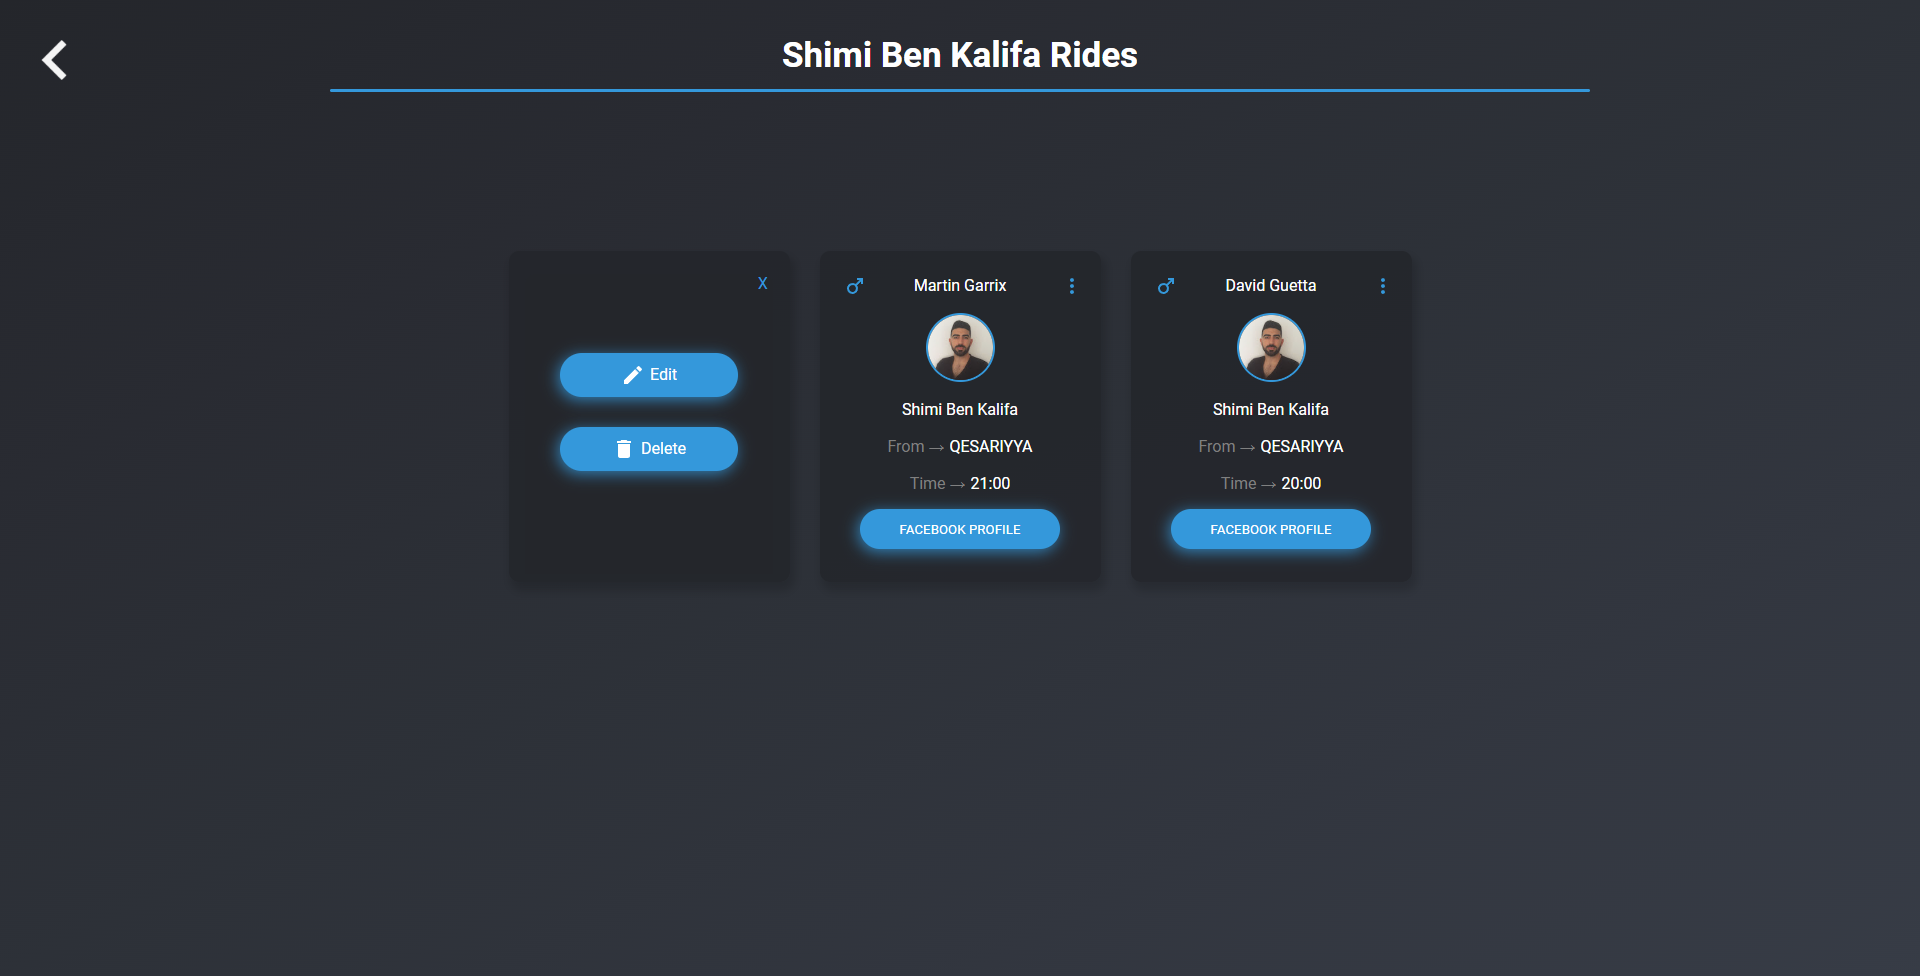 Shimi Ben Kalifa Rides
X
Edit
Delete
Martin Garrix
Shimi Ben Kalifa
From → QESARIYYA
Time → 21:00
FACEBOOK PROFILE
David Guetta
Shimi Ben Kalifa
From → QESARIYYA
Time → 20:00
FACEBOOK PROFILE